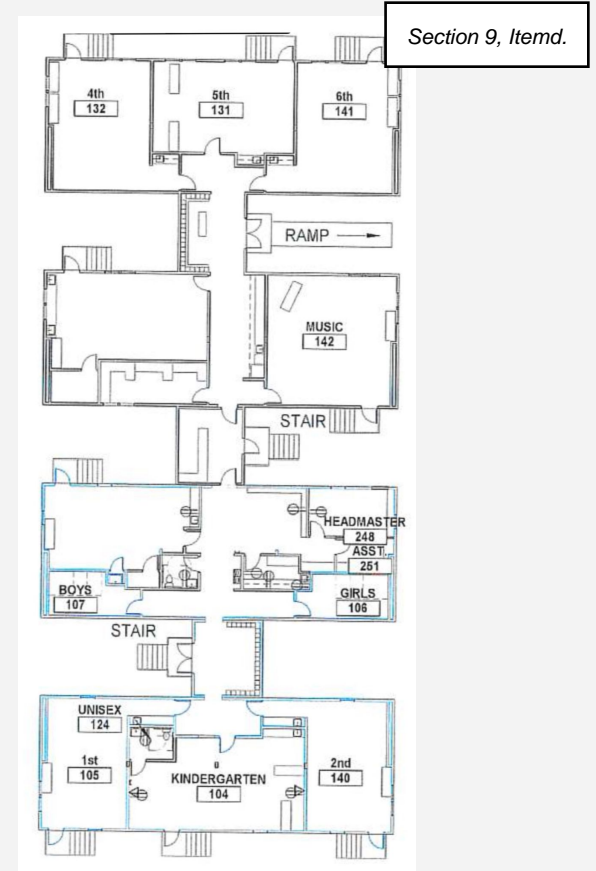 Section 9, Itemd.
4th
132
5th
131
6th
141
RAMP
MUSIC
142
STAIR
HEADMASTER
248
ASST.
251
BOYS
107
GIRLS
106
STAIR
UNISEX
124
1st
105
KINDERGARTEN
104
2nd
140